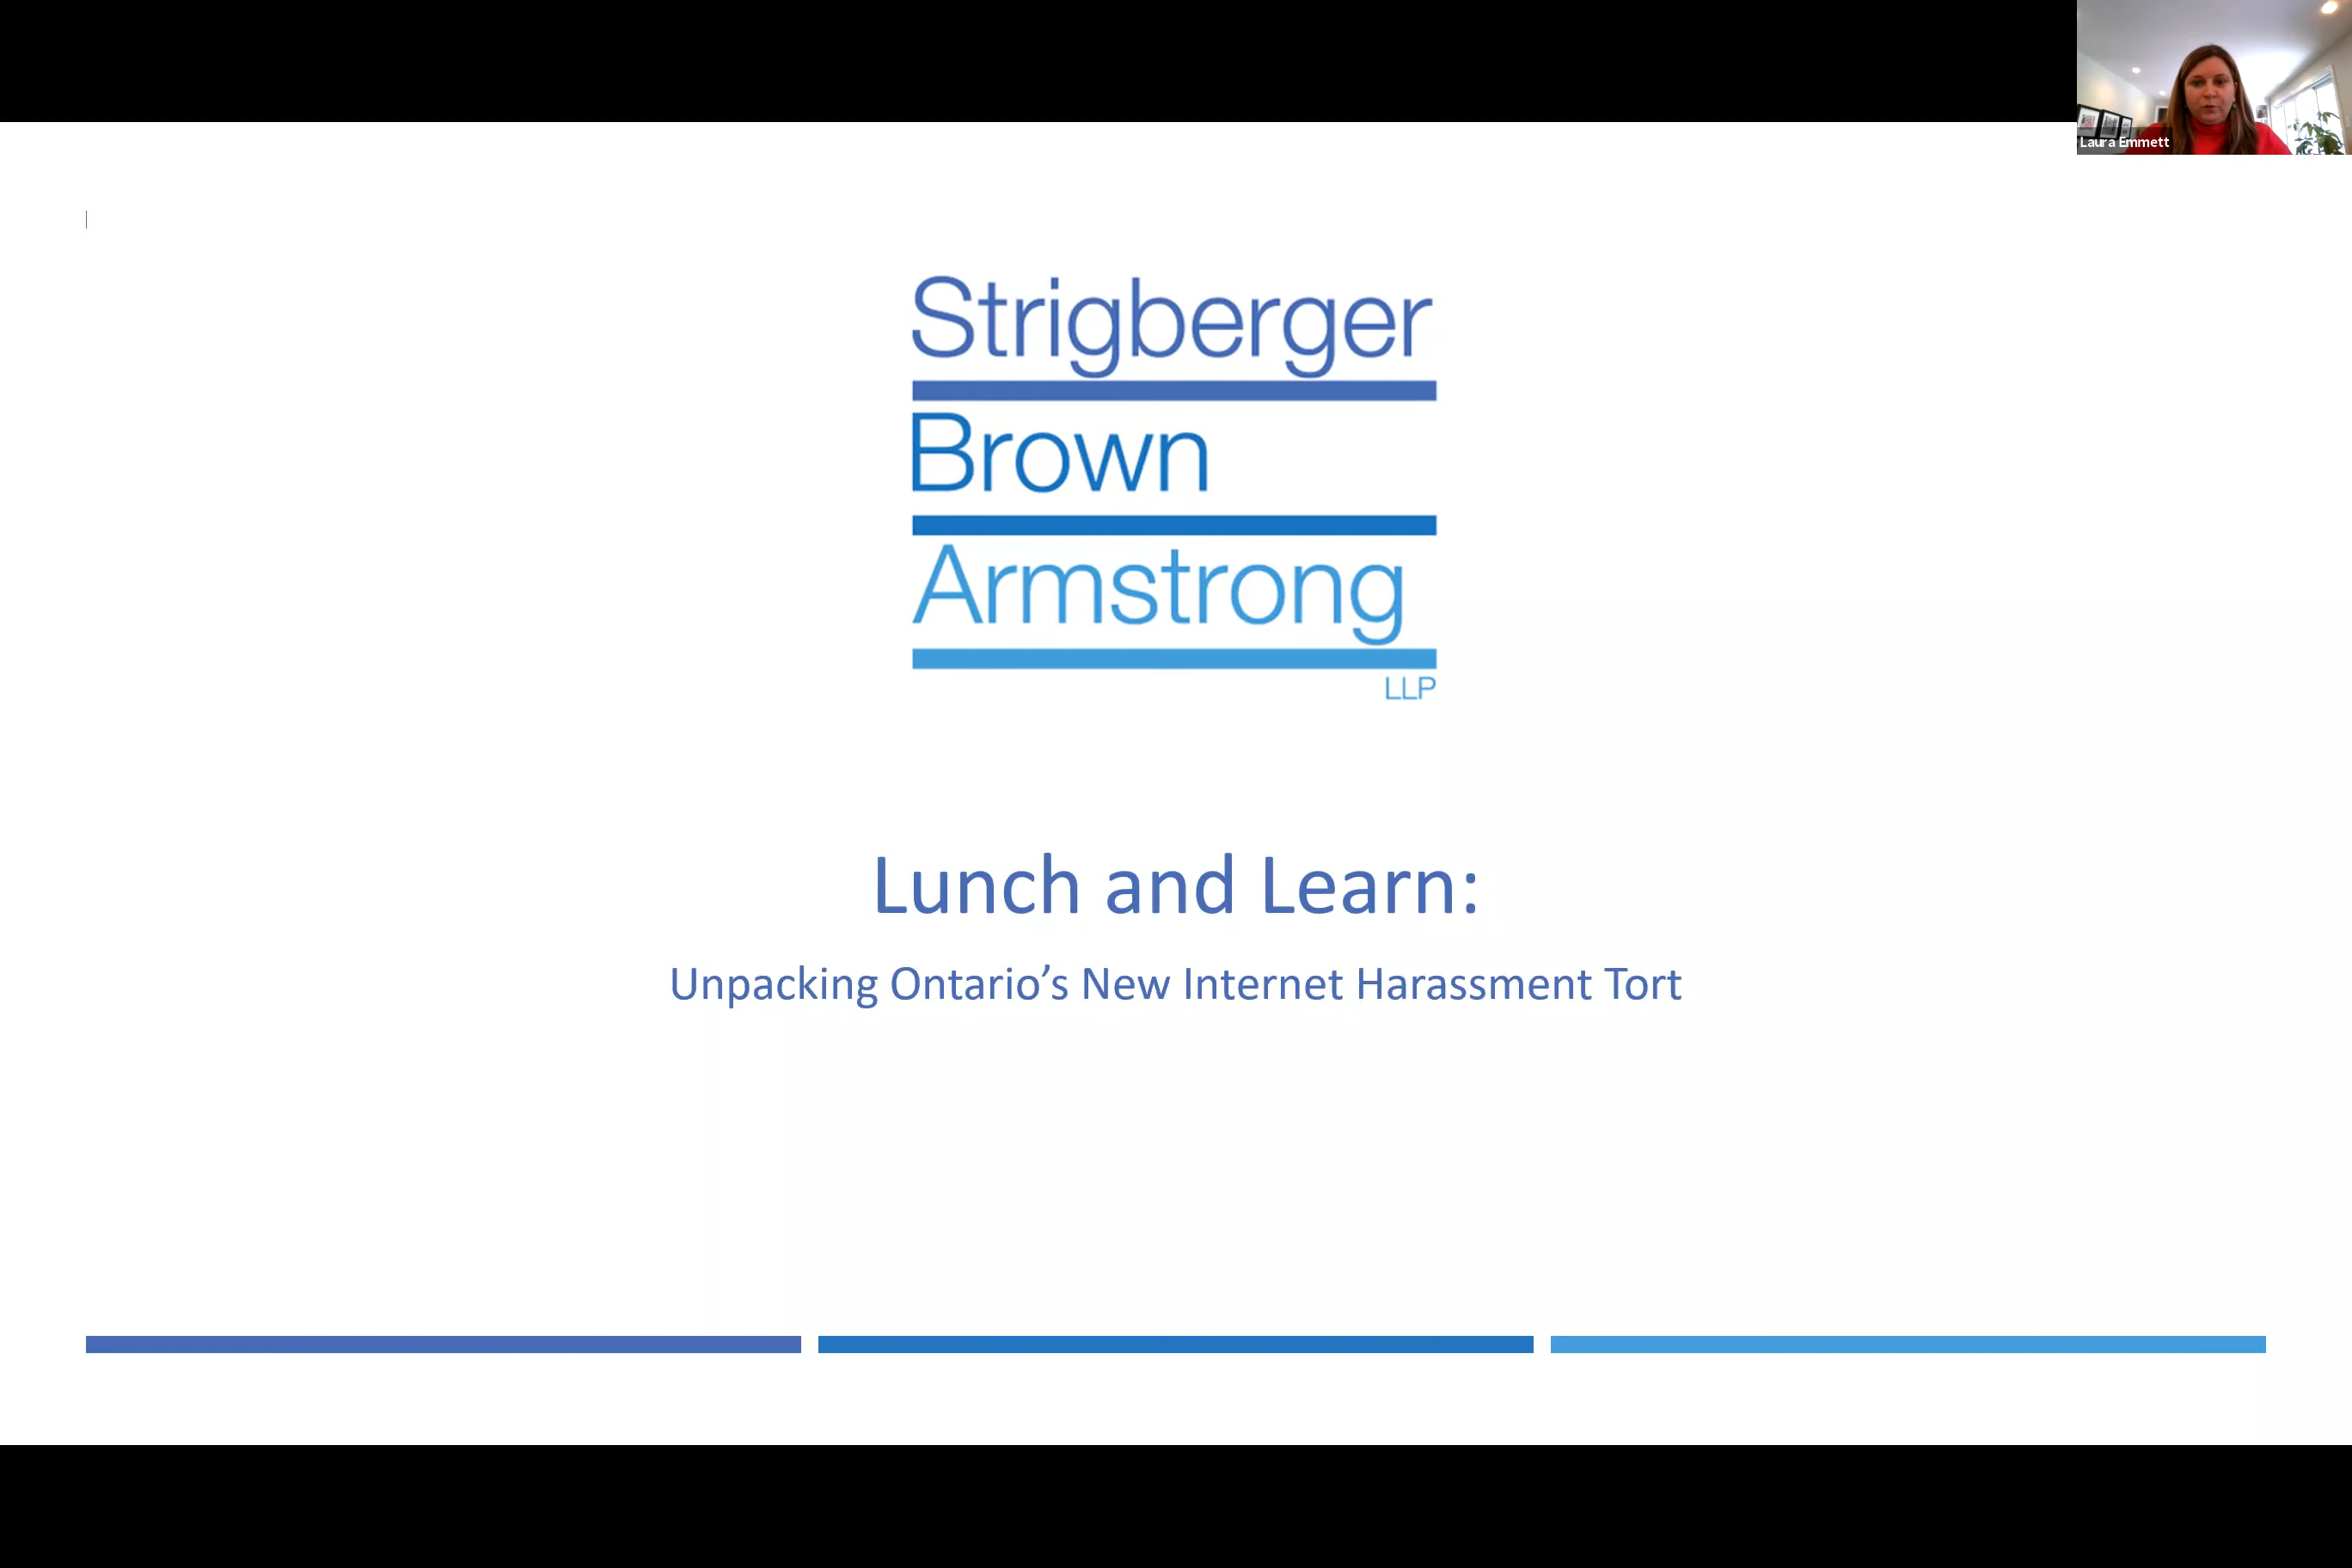 Laura Emmett
Strigberger
Brown
Armstrong
LLP
Lunch and Learn:
Unpacking Ontario’s New Internet Harassment Tort